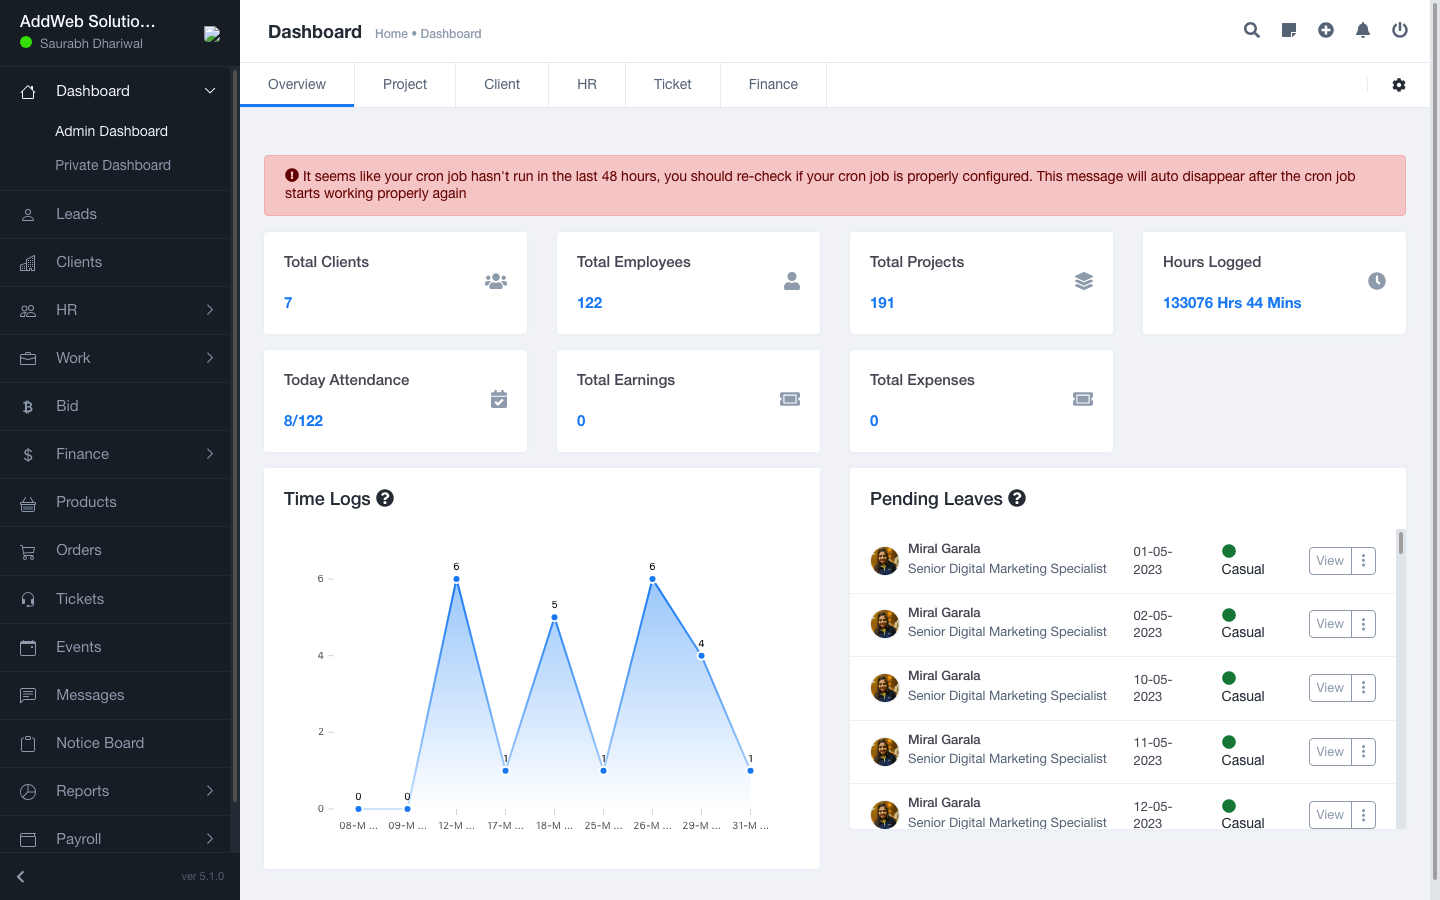 AddWeb Solutio...
Saurabh Dhariwal
Dashboard
Admin Dashboard
Private Dashboard
Leads
Clients
HR
Work
Bid
Finance
Products
Orders
Tickets
Events
Messages
Notice Board
Reports
Payroll
ver 5.1.0
Dashboard
Home • Dashboard
Overview
Project
Client
HR
Ticket
Finance
It seems like your cron job hasn't run in the last 48 hours, you should re-check if your cron job is properly configured. This message will auto disappear after the cron job
starts working properly again
Total Clients
7
Total Employees
122
Total Projects
191
Hours Logged
133076 Hrs 44 Mins
Today Attendance
8/122
Total Earnings
0
Total Expenses
0
Time Logs
6
4
2
0
0
0
6
1
5
1
6
4
1
08-M ...
09-M ...
12-M ...
17-M ...
18-M ...
25-M ...
26-M ...
29-M ...
31-M ...
Pending Leaves
Miral Garala
Senior Digital Marketing Specialist
01-05-
2023
Casual
View
Miral Garala
Senior Digital Marketing Specialist
02-05-
2023
Casual
View
Miral Garala
Senior Digital Marketing Specialist
10-05-
2023
Casual
View
Miral Garala
Senior Digital Marketing Specialist
11-05-
2023
Casual
View
Miral Garala
Senior Digital Marketing Specialist
12-05-
2023
Casual
View